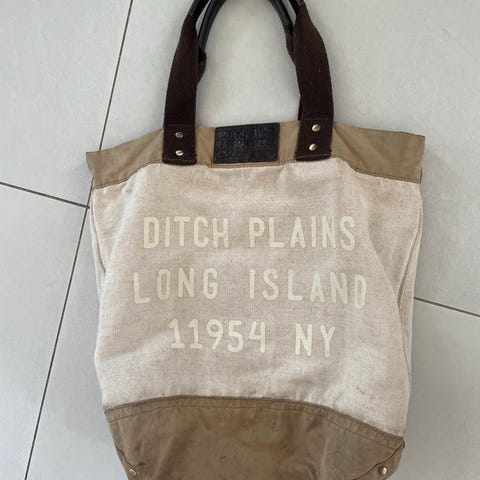 DITCH PLAINS
LONG ISLAND
11954 NY